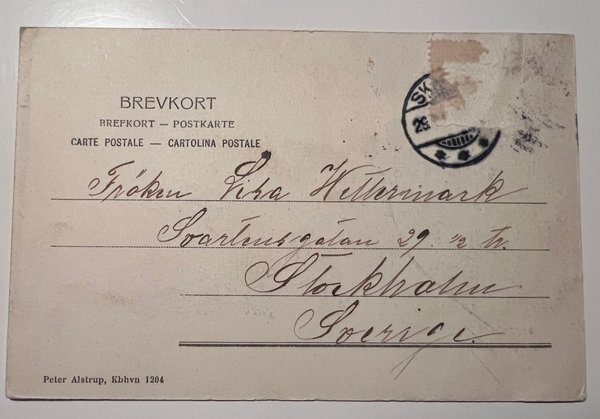 BREVKORT
BREFKORT — POSTKARTE
CARTE POSTALE — CARTOLINA POSTALE
SK
29
Fröken Lisa Wettermark
Svartensgatan 29. ½ tr.
Stockholm
Sverige.
Peter Alstrup, Kbhvn 1204